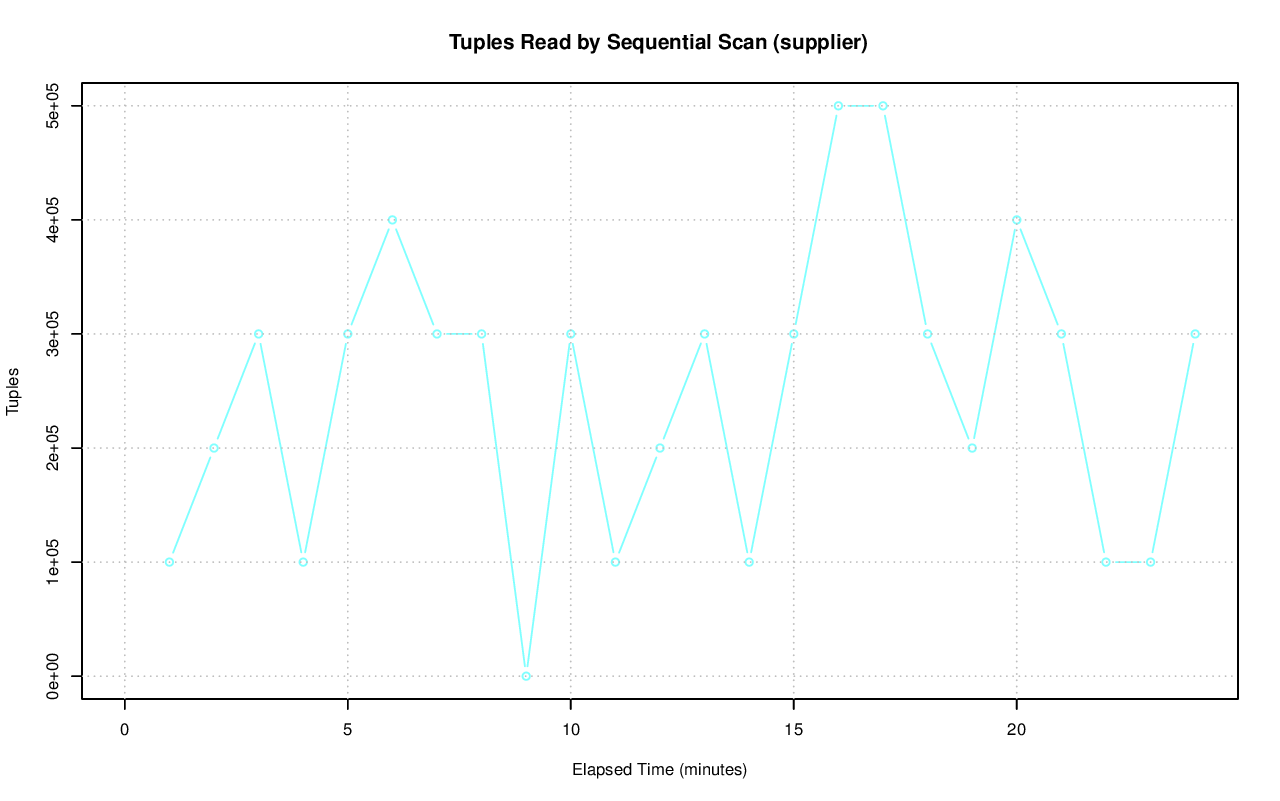 Tuples Read by Sequential Scan (supplier)
5e+05
4e+05
3e+05
2e+05
1e+05
0e+00
Tuples
0 5 10 15 20
Elapsed Time (minutes)